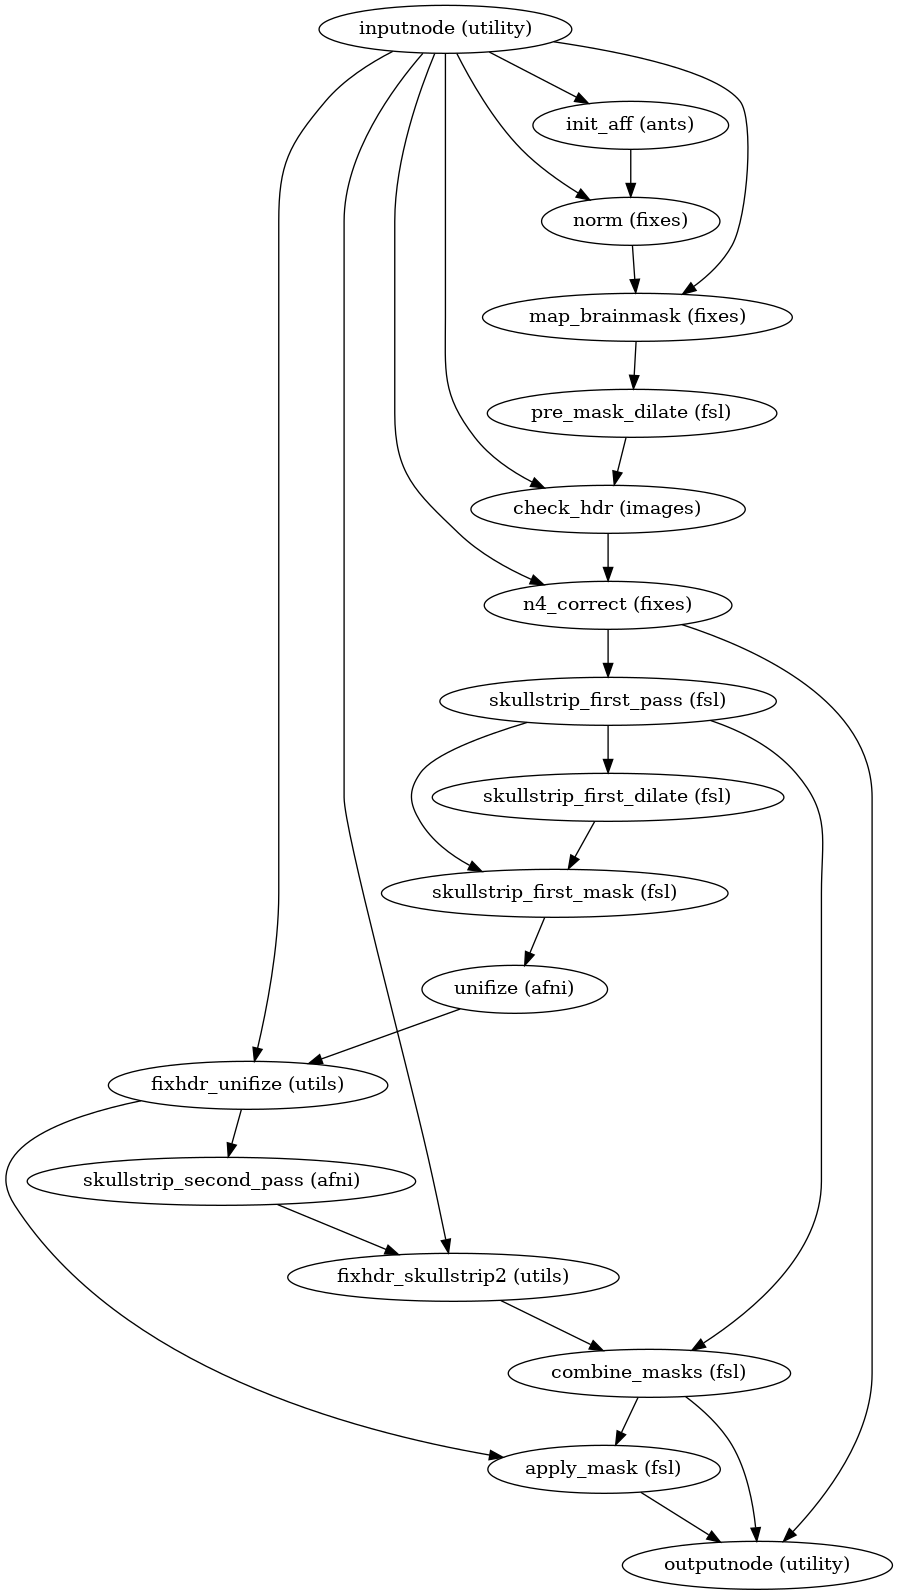 inputnode (utility)
init_aff (ants)
norm (fixes)
map_brainmask (fixes)
pre_mask_dilate (fsl)
check_hdr (images)
n4_correct (fixes)
skullstrip_first_pass (fsl)
skullstrip_first_dilate (fsl)
skullstrip_first_mask (fsl)
unifize (afni)
fixhdr_unifize (utils)
skullstrip_second_pass (afni)
fixhdr_skullstrip2 (utils)
combine_masks (fsl)
apply_mask (fsl)
outputnode (utility)